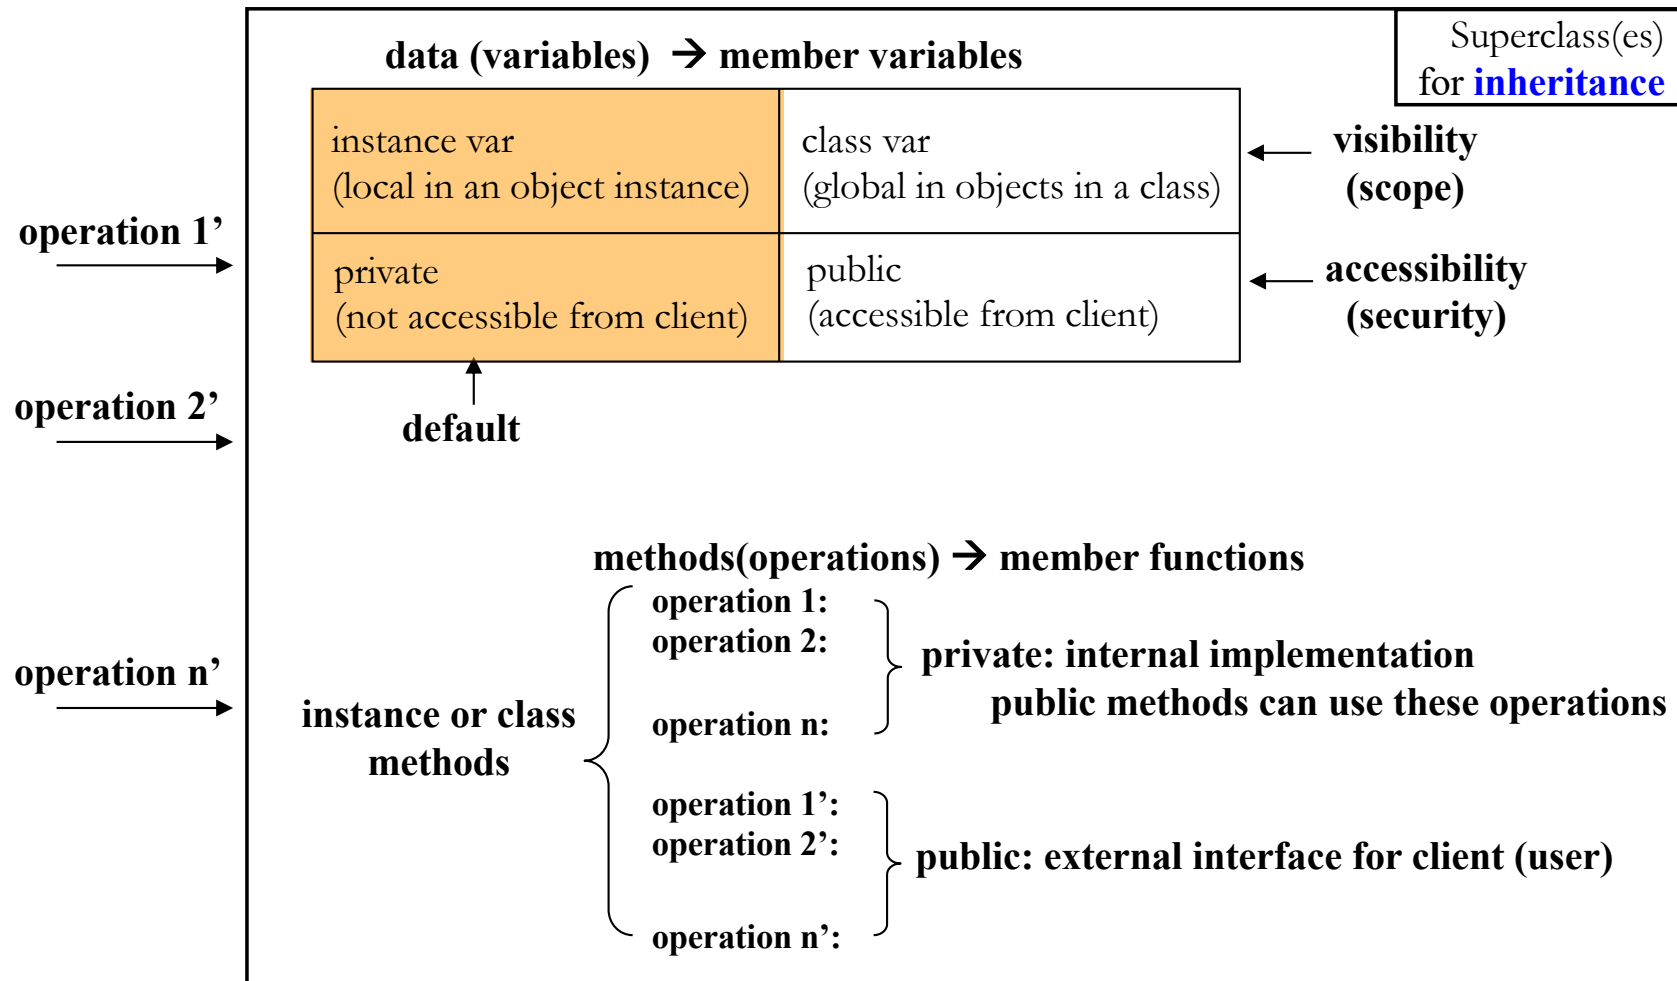 Superclass(es)
for inheritance
data (variables) → member variables
instance var
(local in an object instance)
class var
(global in objects in a class)
visibility
(scope)
private
(not accessible from client)
public
(accessible from client)
accessibility
(security)
default
operation 1’
operation 2’
operation n’
methods(operations) → member functions
instance or class
methods
operation 1:
operation 2:
operation n:
private: internal implementation
public methods can use these operations
operation 1’:
operation 2’:
operation n’:
public: external interface for client (user)